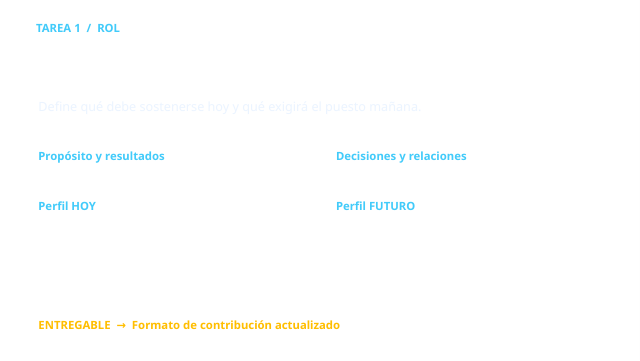 TAREA 1 / ROL
Define qué debe sostenerse hoy y qué exigirá el puesto mañana.
Propósito y resultados
Decisiones y relaciones
Perfil HOY
Perfil FUTURO
ENTREGABLE → Formato de contribución actualizado